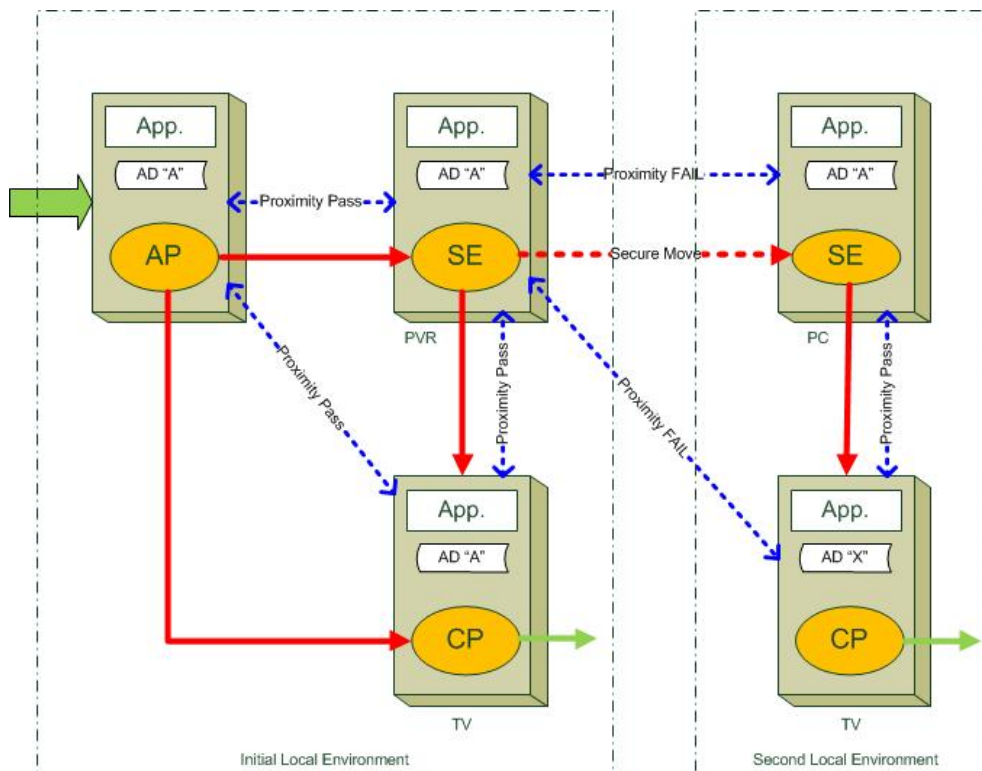 App.
App.
App.
AD “A”
AD “A”
AD “A”
Proximity FAIL
Proximity Pass
AP
SE
Secure Move
SE
PVR
PC
Proximity Pass
Proximity Pass
Proximity FAIL
Proximity Pass
App.
App.
AD “A”
AD “X”
CP
CP
TV
TV
Initial Local Environment
Second Local Environment